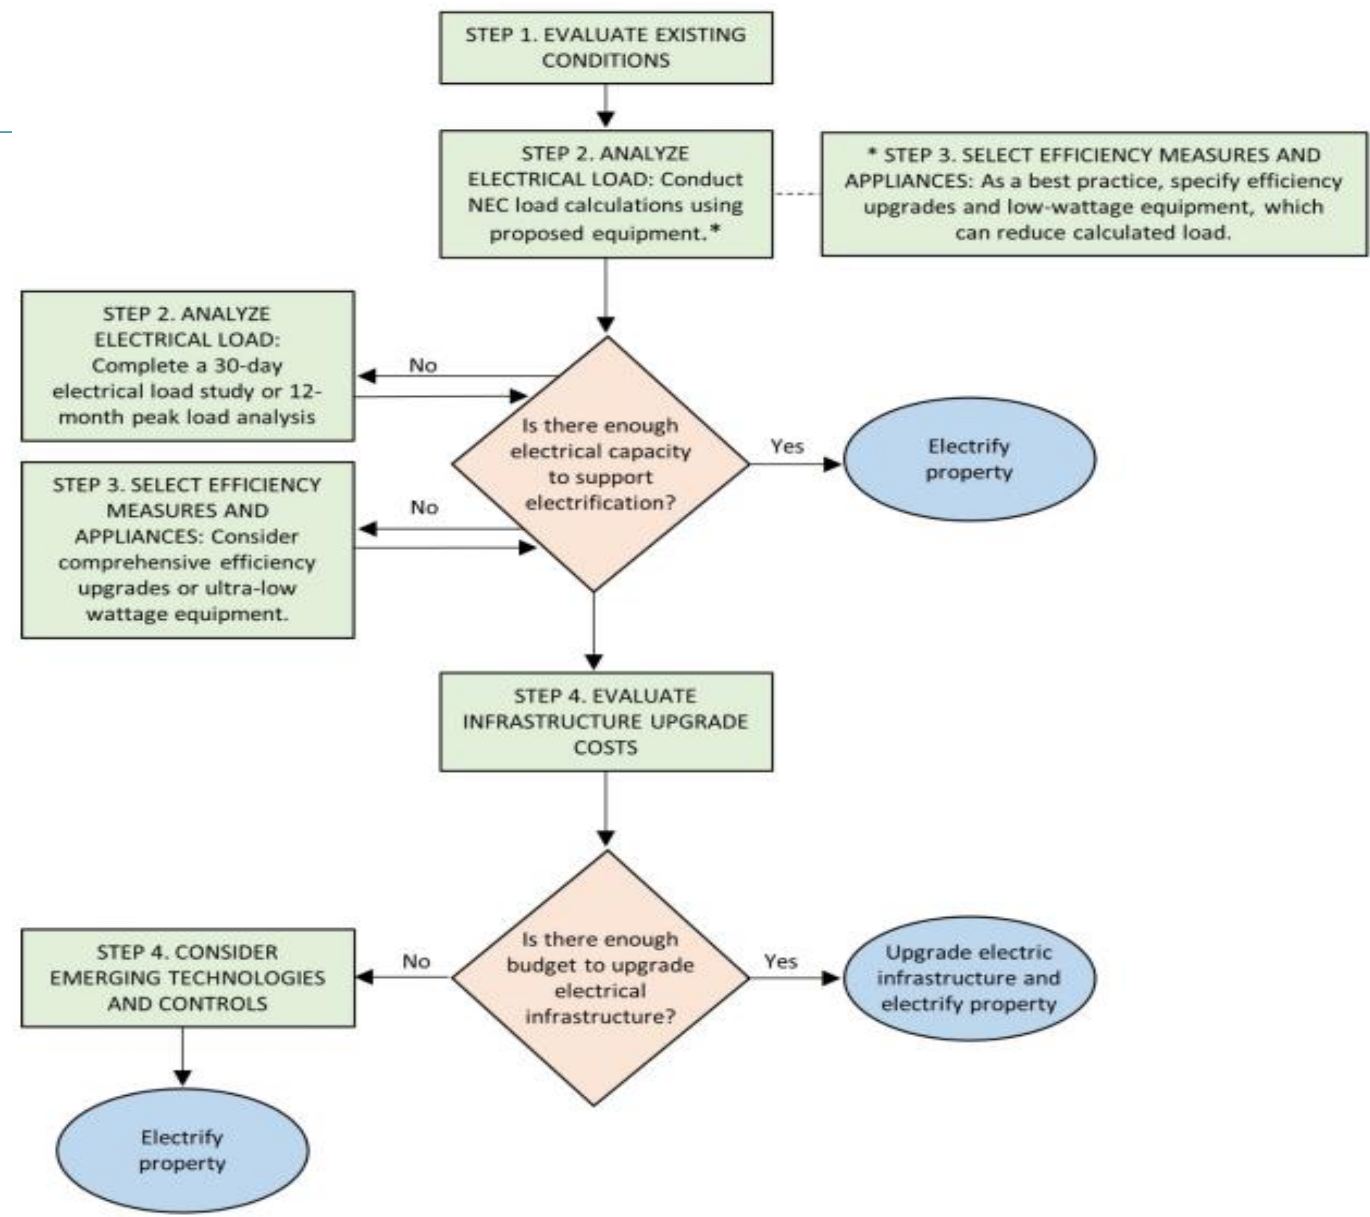 STEP 1. EVALUATE EXISTING
CONDITIONS
STEP 2. ANALYZE
ELECTRICAL LOAD: Conduct
NEC load calculations using
proposed equipment.*
* STEP 3. SELECT EFFICIENCY MEASURES AND
APPLIANCES: As a best practice, specify efficiency
upgrades and low-wattage equipment, which
can reduce calculated load.
STEP 2. ANALYZE
ELECTRICAL LOAD:
Complete a 30-day
electrical load study or 12-
month peak load analysis
No
Is there enough
electrical capacity
to support
electrification?
Yes
Electrify
property
STEP 3. SELECT EFFICIENCY
MEASURES AND
APPLIANCES: Consider
comprehensive efficiency
upgrades or ultra-low
wattage equipment.
No
STEP 4. EVALUATE
INFRASTRUCTURE UPGRADE
COSTS
Is there enough
budget to upgrade
electrical
infrastructure?
Yes
Upgrade electric
infrastructure and
electrify property
No
STEP 4. CONSIDER
EMERGING TECHNOLOGIES
AND CONTROLS
Electrify
property